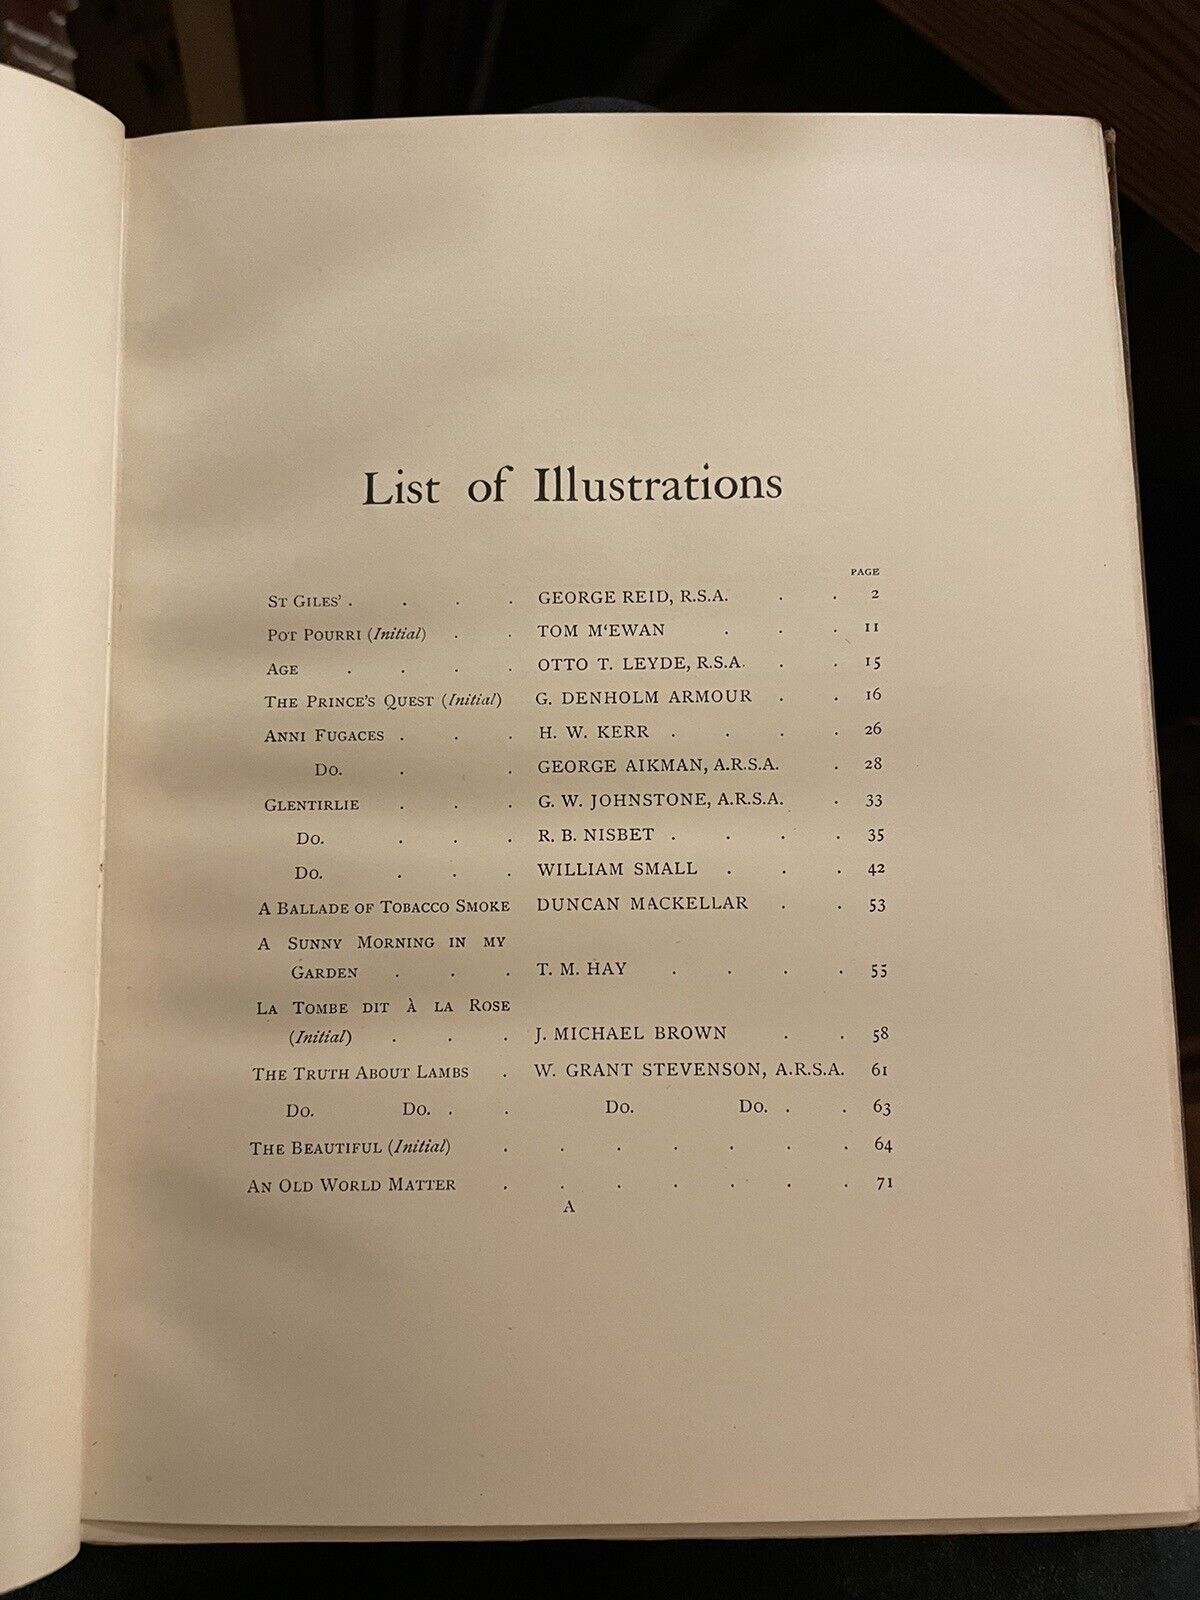 List of Illustrations
PAGE
ST GILES' . . . . GEORGE REID, R.S.A. . . 2
POT POURRI (Initial) . . TOM M'EWAN . . . 11
AGE . . . . OTTO T. LEYDE, R.S.A. . . 15
THE PRINCE'S QUEST (Initial) G. DENHOLM ARMOUR . . 16
ANNI FUGACES . . . H. W. KERR . . . . 26
Do. . . GEORGE AIKMAN, A.R.S.A. . 28
GLENTIRLIE . . . G. W. JOHNSTONE, A.R.S.A. . 33
Do. . . . R. B. NISBET . . . . 35
Do. . . . WILLIAM SMALL . . . 42
A BALLADE OF TOBACCO SMOKE DUNCAN MACKELLAR . . 53
A SUNNY MORNING IN MY
GARDEN . . . T. M. HAY . . . . 55
LA TOMBE DIT À LA ROSE
(Initial) . . . J. MICHAEL BROWN . . 58
THE TRUTH ABOUT LAMBS . W. GRANT STEVENSON, A.R.S.A. 61
Do. Do. . . Do. Do. . . 63
THE BEAUTIFUL (Initial) . . . . . . . 64
AN OLD WORLD MATTER . . . . . . . 71
A